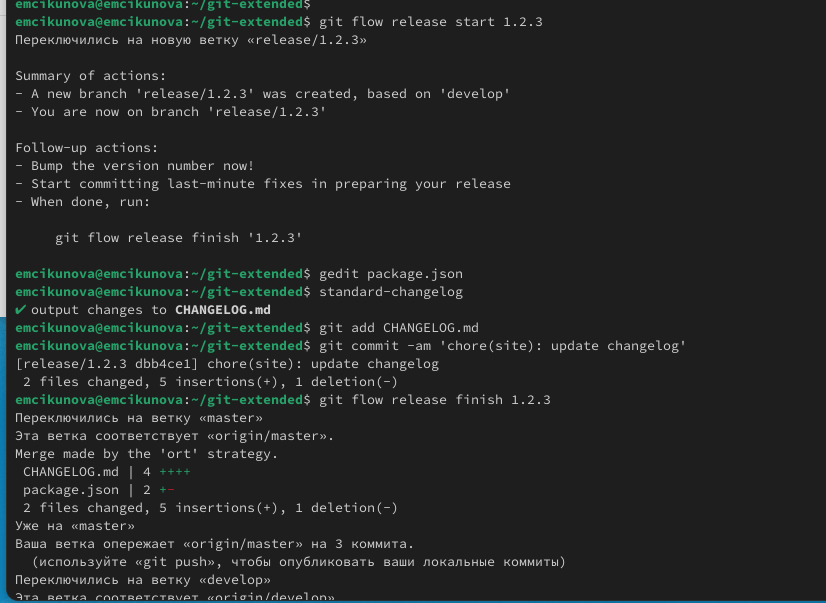 emcikunova@emcikunova:~/git-extended$
emcikunova@emcikunova:~/git-extended$ git flow release start 1.2.3
Переключились на новую ветку «release/1.2.3»
Summary of actions:
- A new branch 'release/1.2.3' was created, based on 'develop'
- You are now on branch 'release/1.2.3'
Follow-up actions:
- Bump the version number now!
- Start committing last-minute fixes in preparing your release
- When done, run:
git flow release finish '1.2.3'
emcikunova@emcikunova:~/git-extended$ gedit package.json
emcikunova@emcikunova:~/git-extended$ standard-changelog
✔ output changes to CHANGELOG.md
emcikunova@emcikunova:~/git-extended$ git add CHANGELOG.md
emcikunova@emcikunova:~/git-extended$ git commit -am 'chore(site): update changelog'
[release/1.2.3 dbb4ce1] chore(site): update changelog
2 files changed, 5 insertions(+), 1 deletion(-)
emcikunova@emcikunova:~/git-extended$ git flow release finish 1.2.3
Переключились на ветку «master»
Эта ветка соответствует «origin/master».
Merge made by the 'ort' strategy.
CHANGELOG.md | 4 ++++
package.json | 2 +-
2 files changed, 5 insertions(+), 1 deletion(-)
Уже на «master»
Ваша ветка опережает «origin/master» на 3 коммита.
(используйте «git push», чтобы опубликовать ваши локальные коммиты)
Переключились на ветку «develop»
Эта ветка соответствует «origin/develop».